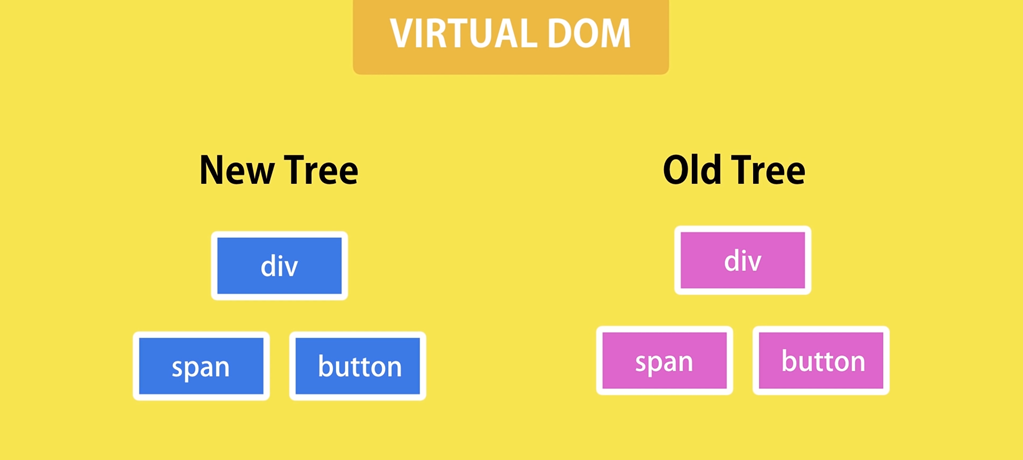 VIRTUAL DOM
New Tree
div
span
button
Old Tree
div
span
button